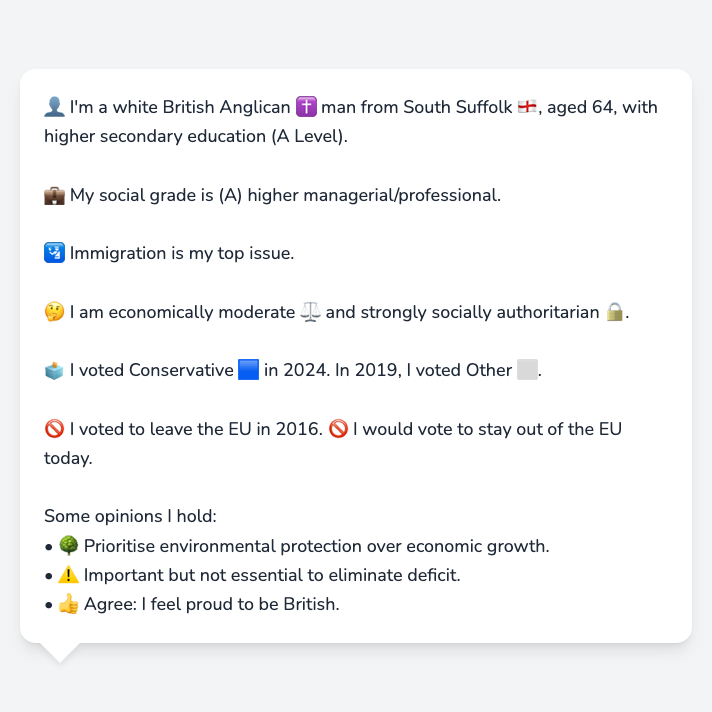 👤 I'm a white British Anglican ✝️ man from South Suffolk 🏴󠁧󠁢󠁥󠁮󠁧󠁿, aged 64, with
higher secondary education (A Level).
💼 My social grade is (A) higher managerial/professional.
🛂 Immigration is my top issue.
🤔 I am economically moderate ⚖️ and strongly socially authoritarian 🔒.
🗳️ I voted Conservative 🟦 in 2024. In 2019, I voted Other ⬜.
🚫 I voted to leave the EU in 2016. 🚫 I would vote to stay out of the EU
today.
Some opinions I hold:
• 🌳 Prioritise environmental protection over economic growth.
• ⚠️ Important but not essential to eliminate deficit.
• 👍 Agree: I feel proud to be British.